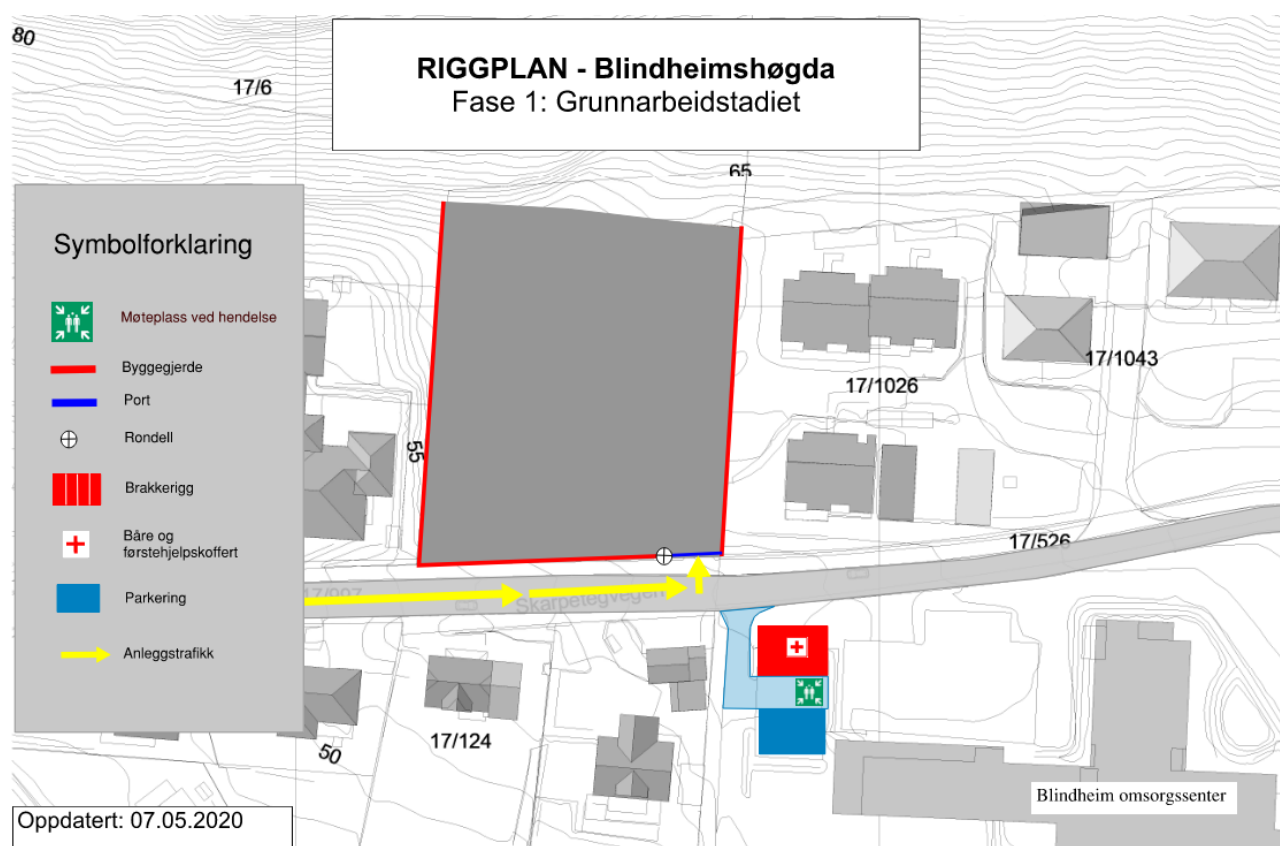 80
RIGGPLAN - Blindheimshøgda
Fase 1: Grunnarbeidstadiet
17/6
65
Symbolforklaring
Møteplass ved hendelse
Byggegjerde
Port
Rondell
Brakkerigg
Båre og
førstehjelpskoffert
Parkering
Anleggstrafikk
17/1043
17/1026
55
17/526
17/997
Skarpetegvegen
17/124
50
Blindheim omsorgssenter
Oppdatert: 07.05.2020